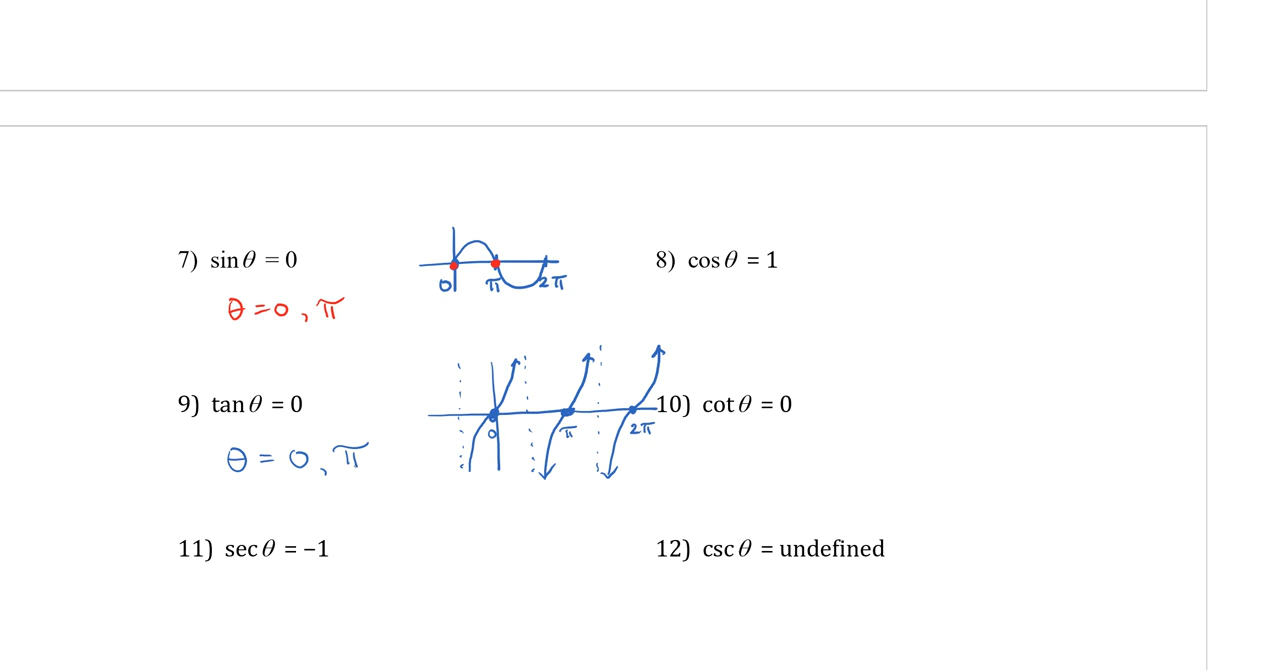 7) sin θ = 0
0 π 2π
8) cos θ = 1
θ = 0 , π
9) tan θ = 0
0 π 2π
10) cot θ = 0
θ = 0 , π
11) sec θ = –1
12) csc θ = undefined